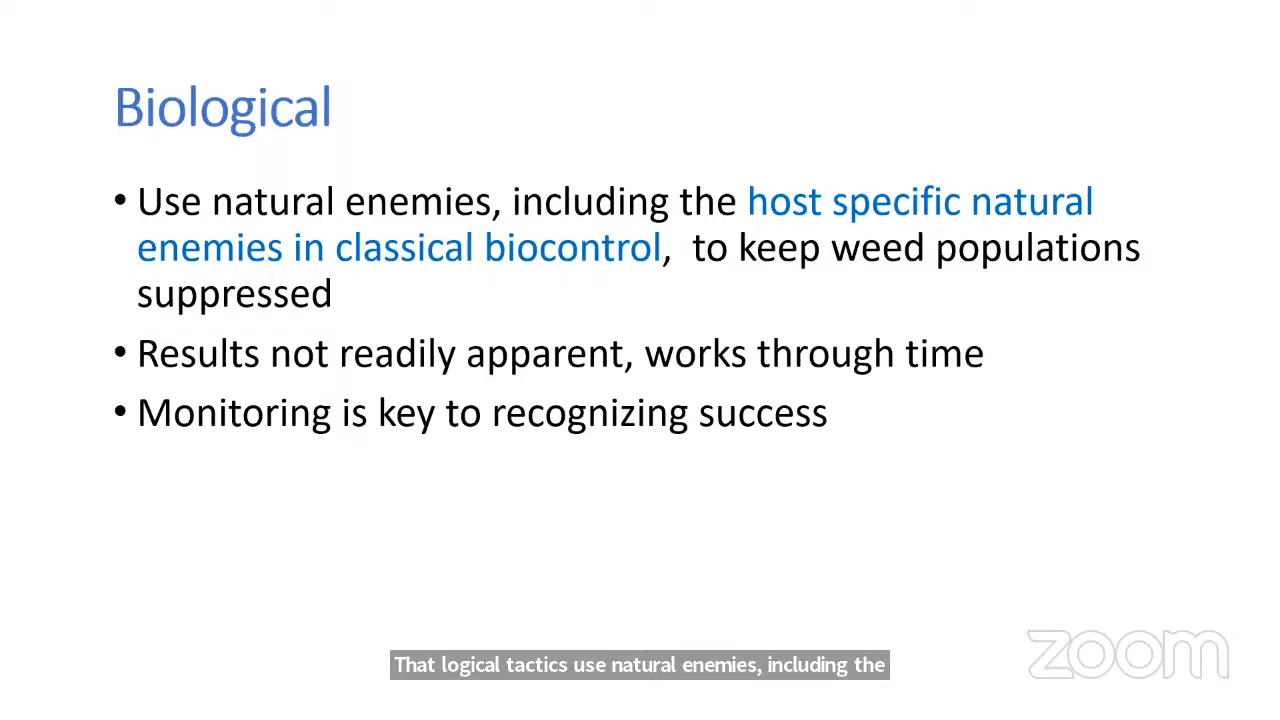 Biological
• Use natural enemies, including the host specific natural
enemies in classical biocontrol,  to keep weed populations
suppressed
• Results not readily apparent, works through time
• Monitoring is key to recognizing success
zoom
That logical tactics use natural enemies, including the